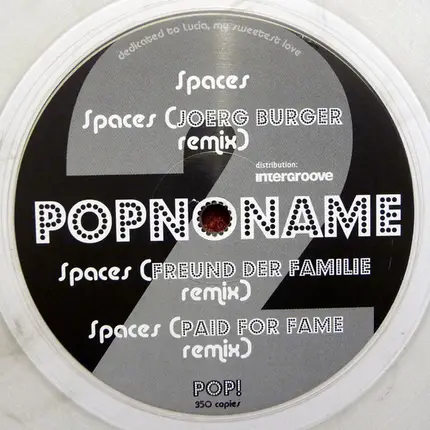 dedicated to Lucia, my sweetest love
Spaces
Spaces (JOERG BURGER
remix)
distribution:
intergroove
POPNONAME
Spaces (FREUND DER FAMILIE
remix)
Spaces (PAID FOR FAME
remix)
POP!
350 copies
2